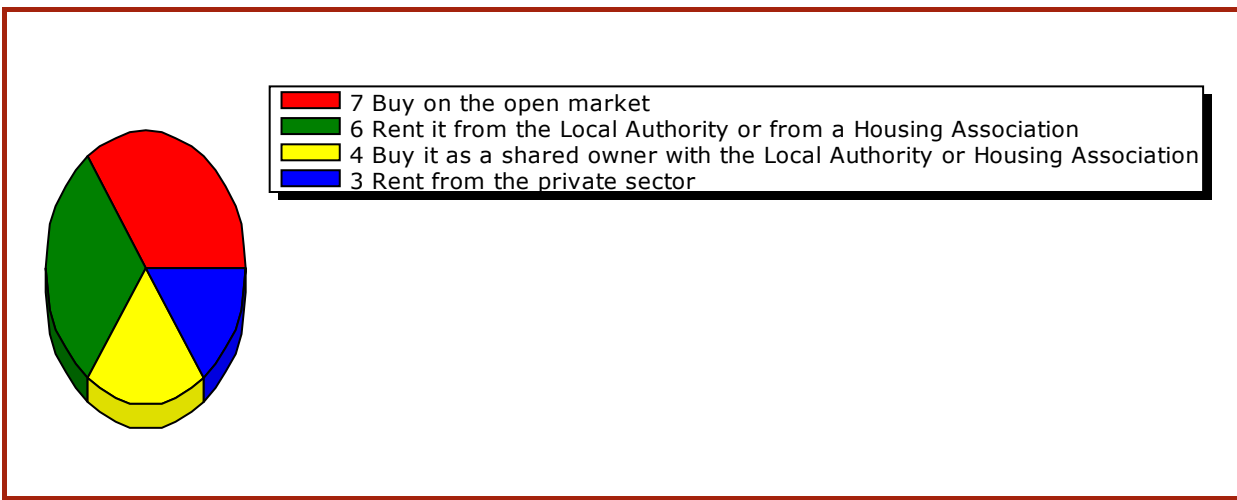 7 Buy on the open market
6 Rent it from the Local Authority or from a Housing Association
4 Buy it as a shared owner with the Local Authority or Housing Association
3 Rent from the private sector